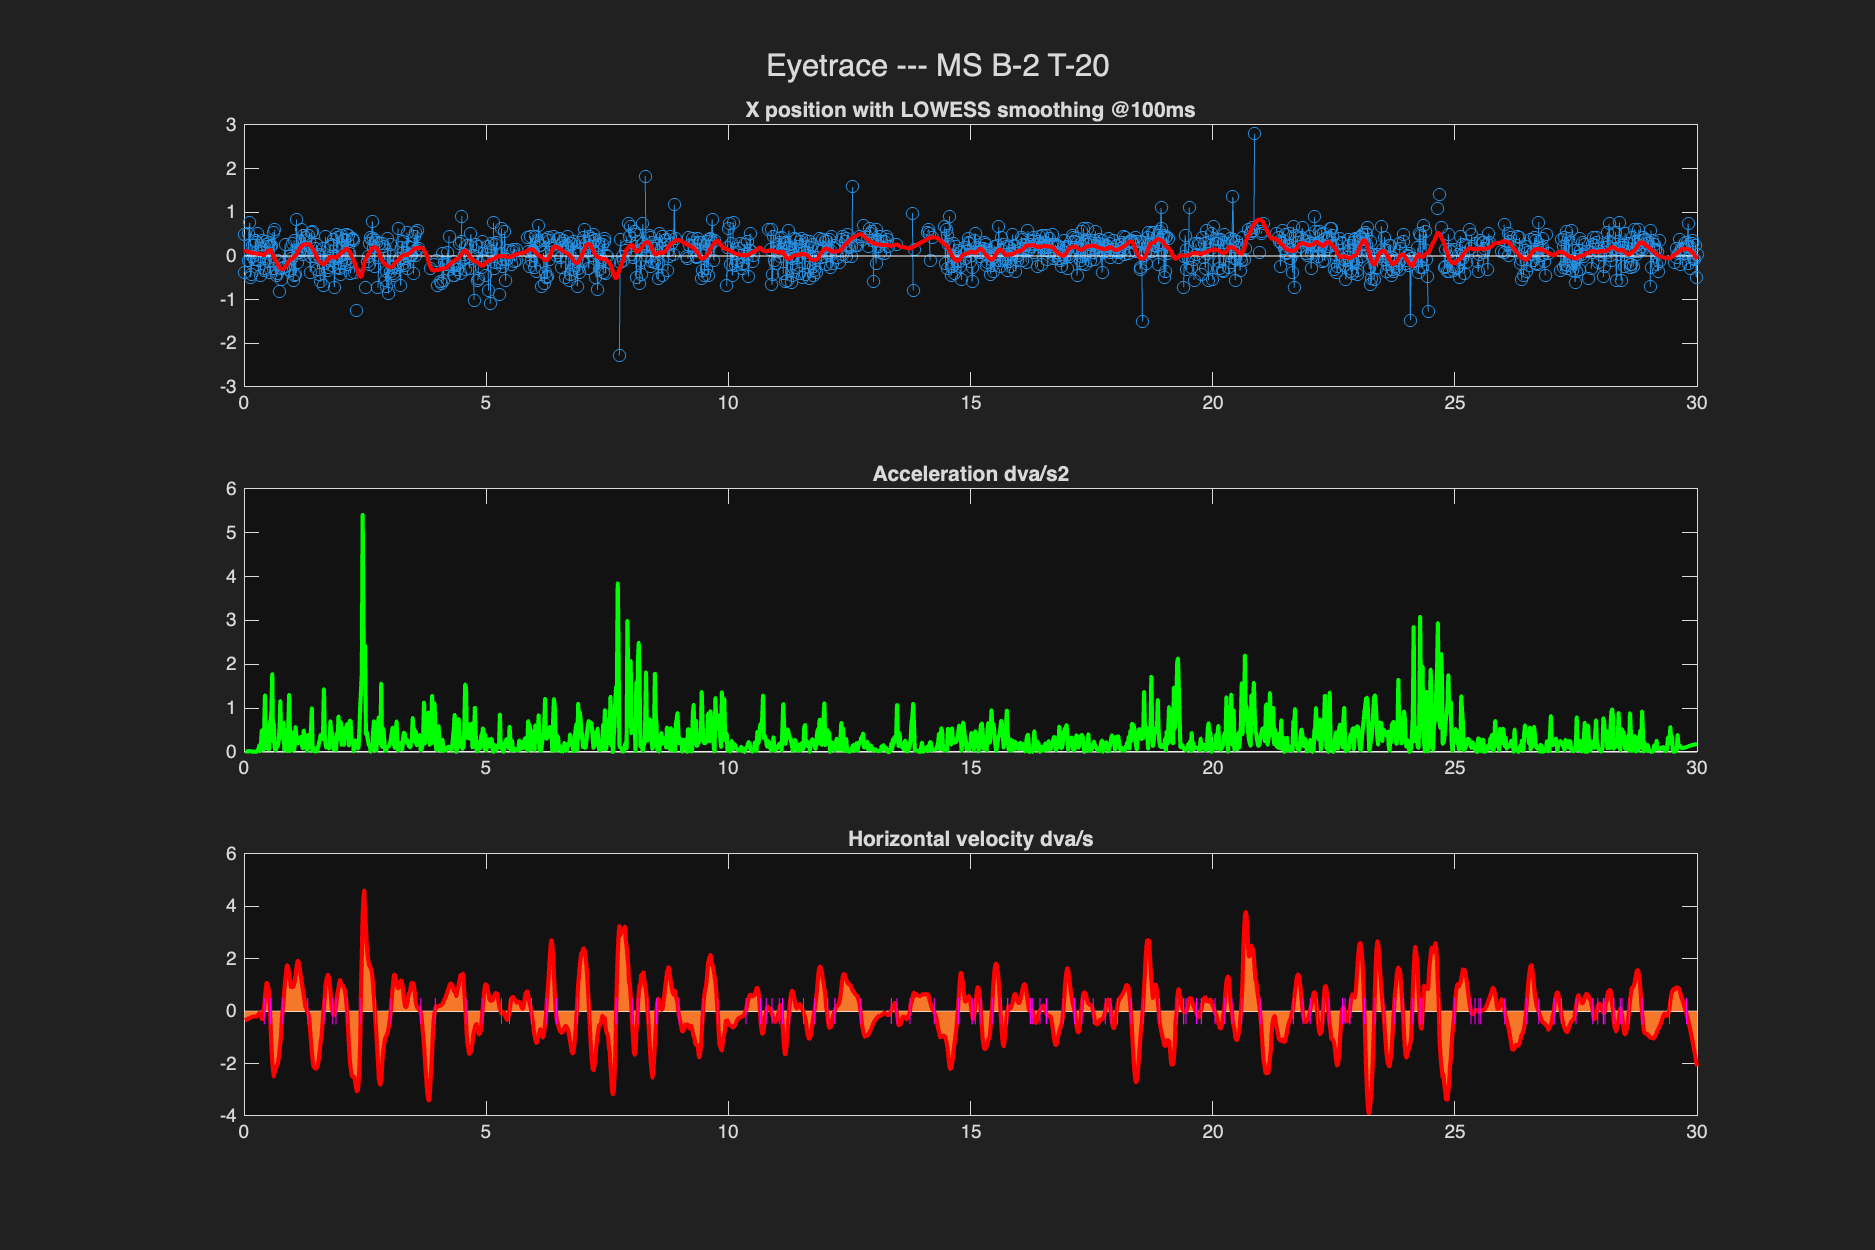 Eyetrace --- MS B-2 T-20
X position with LOWESS smoothing @100ms
3
2
1
0
-1
-2
-3
0 5 10 15 20 25 30
Acceleration dva/s2
6
5
4
3
2
1
0
0 5 10 15 20 25 30
Horizontal velocity dva/s
6
4
2
0
-2
-4
0 5 10 15 20 25 30